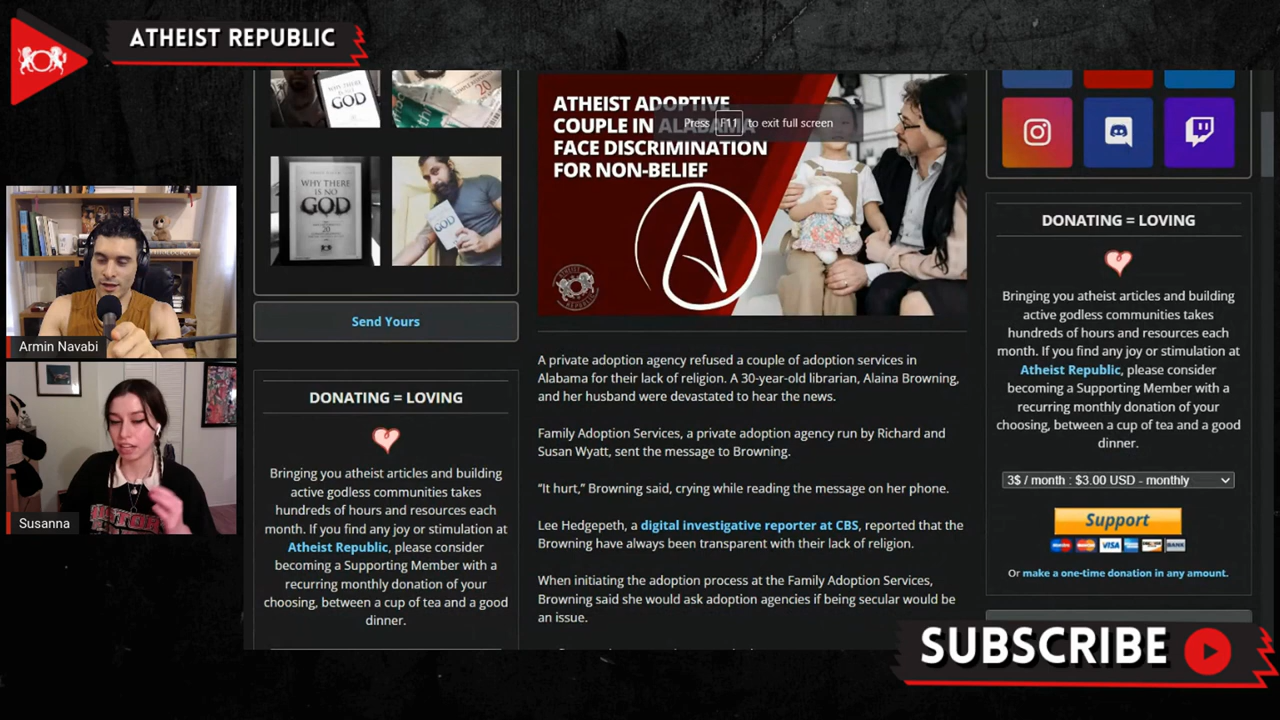 ATHEIST REPUBLIC
Armin Navabi
Susanna
WHY THERE
IS NO
GOD
20
GOD
Send Yours
DONATING = LOVING
Bringing you atheist articles and building
active godless communities takes
hundreds of hours and resources each
month. If you find any joy or stimulation at
Atheist Republic, please consider
becoming a Supporting Member with a
recurring monthly donation of your
choosing, between a cup of tea and a good
dinner.
ATHEIST ADOPTIVE
COUPLE IN ALABAMA
FACE DISCRIMINATION
FOR NON-BELIEF
Press F11 to exit full screen
A private adoption agency refused a couple of adoption services in
Alabama for their lack of religion. A 30-year-old librarian, Alaina Browning,
and her husband were devastated to hear the news.
Family Adoption Services, a private adoption agency run by Richard and
Susan Wyatt, sent the message to Browning.
“It hurt,” Browning said, crying while reading the message on her phone.
Lee Hedgepeth, a digital investigative reporter at CBS, reported that the
Browning have always been transparent with their lack of religion.
When initiating the adoption process at the Family Adoption Services,
Browning said she would ask adoption agencies if being secular would be
an issue.
DONATING = LOVING
Bringing you atheist articles and building
active godless communities takes
hundreds of hours and resources each
month. If you find any joy or stimulation at
Atheist Republic, please consider
becoming a Supporting Member with a
recurring monthly donation of your
choosing, between a cup of tea and a good
dinner.
3$ / month : $3.00 USD - monthly
Support
VISA
BANK
Or make a one-time donation in any amount.
SUBSCRIBE